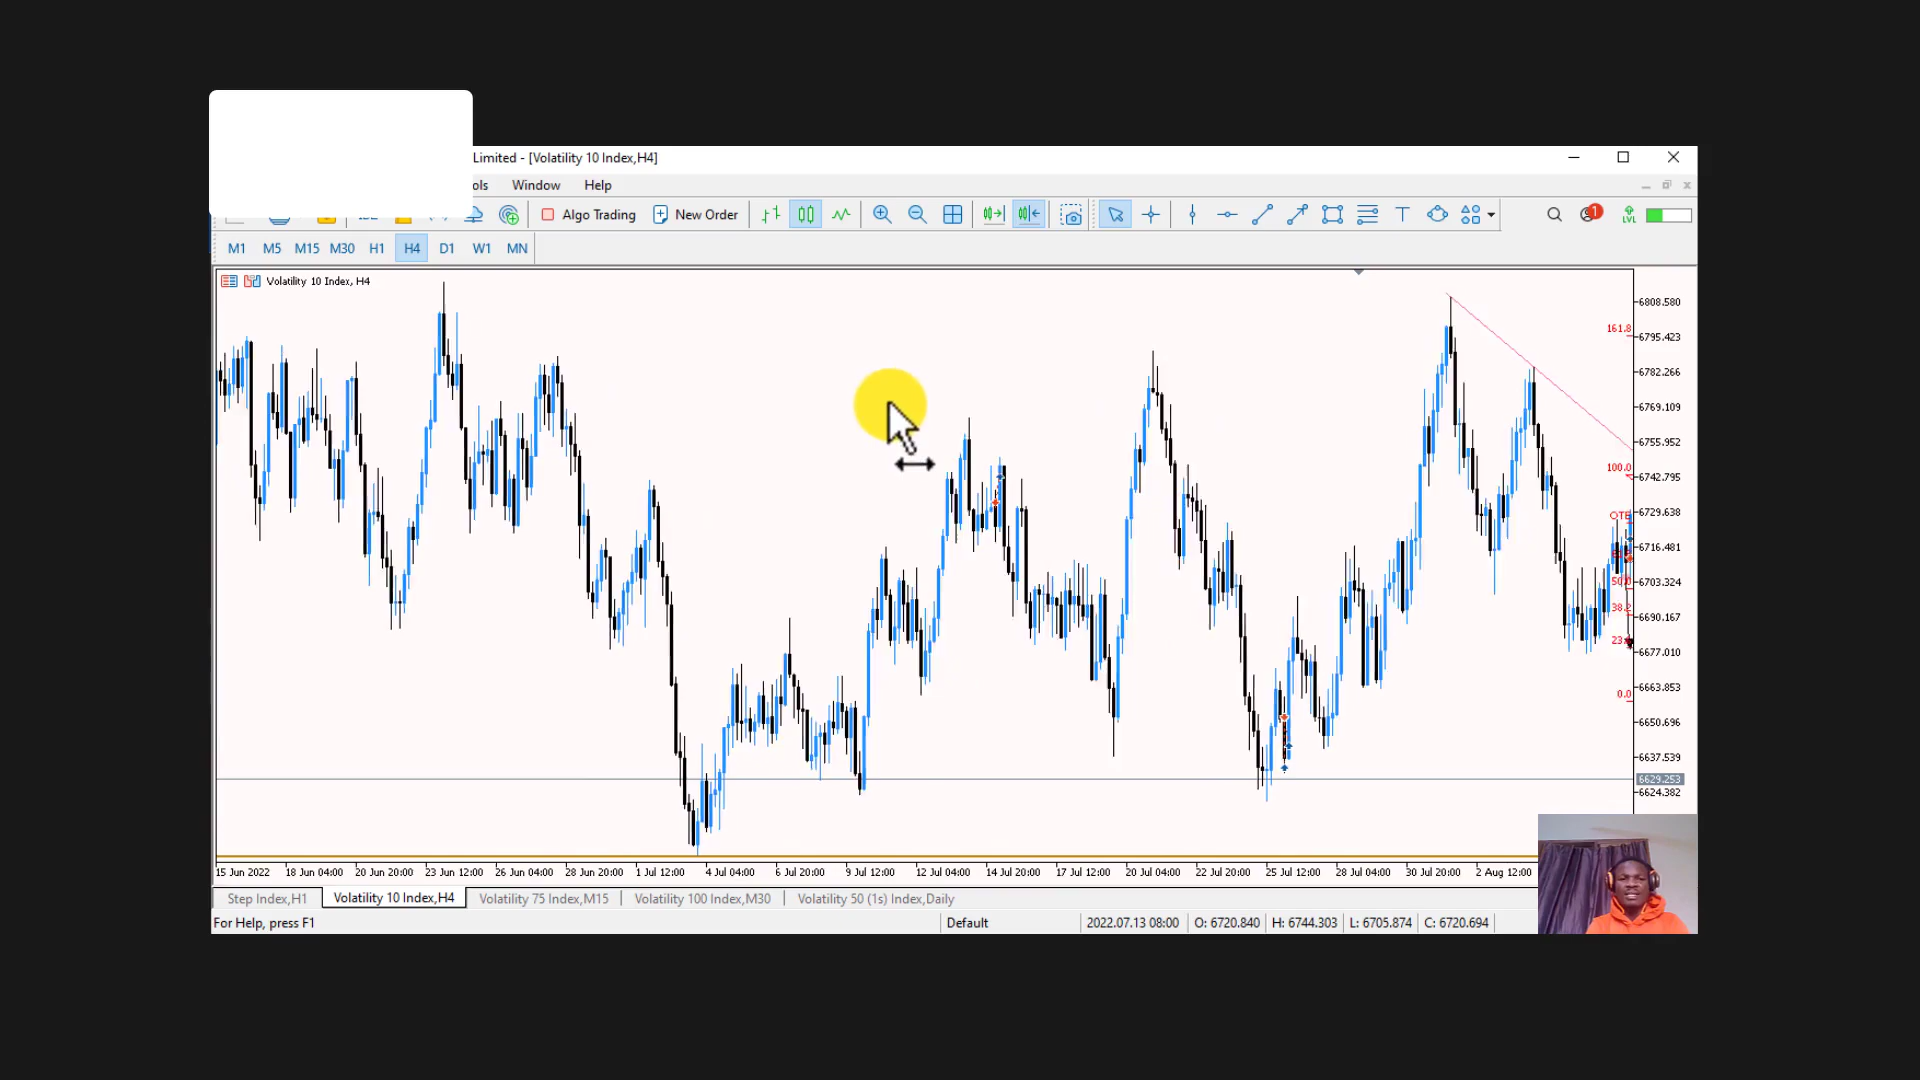 Limited - [Volatility 10 Index,H4]
ols Window Help
Algo Trading New Order 1 LVL
M1 M5 M15 M30 H1 H4 D1 W1 MN
Volatility 10 Index, H4
6808.580
161.8
6795.423
6782.266
6769.109
6755.952
100.0
6742.795
OTE
6729.638
6716.481
50.0
6703.324
38.2
6690.167
6677.010
0.0
6663.853
6650.696
6637.539
6629.253
6624.382
15 Jun 2022 18 Jun 04:00 20 Jun 20:00 23 Jun 12:00 26 Jun 04:00 28 Jun 20:00 1 Jul 12:00 4 Jul 04:00 6 Jul 20:00 9 Jul 12:00 12 Jul 04:00 14 Jul 20:00 17 Jul 12:00 20 Jul 04:00 22 Jul 20:00 25 Jul 12:00 28 Jul 04:00 30 Jul 20:00 2 Aug 12:00
Step Index,H1 Volatility 10 Index,H4 Volatility 75 Index,M15 Volatility 100 Index,M30 Volatility 50 (1s) Index,Daily
For Help, press F1 Default 2022.07.13 08:00 O: 6720.840 H: 6744.303 L: 6705.874 C: 6720.694